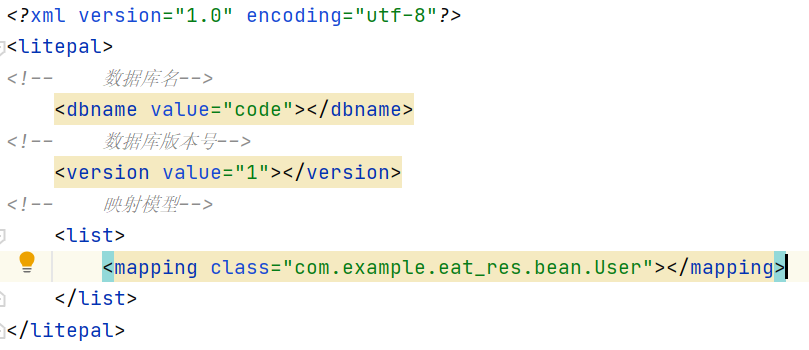 <?xml version="1.0" encoding="utf-8"?>
<litepal>
<!--    数据库名-->
    <dbname value="code"></dbname>
<!--    数据库版本号-->
    <version value="1"></version>
<!--    映射模型-->
    <list>
        <mapping class="com.example.eat_res.bean.User"></mapping>
    </list>
</litepal>